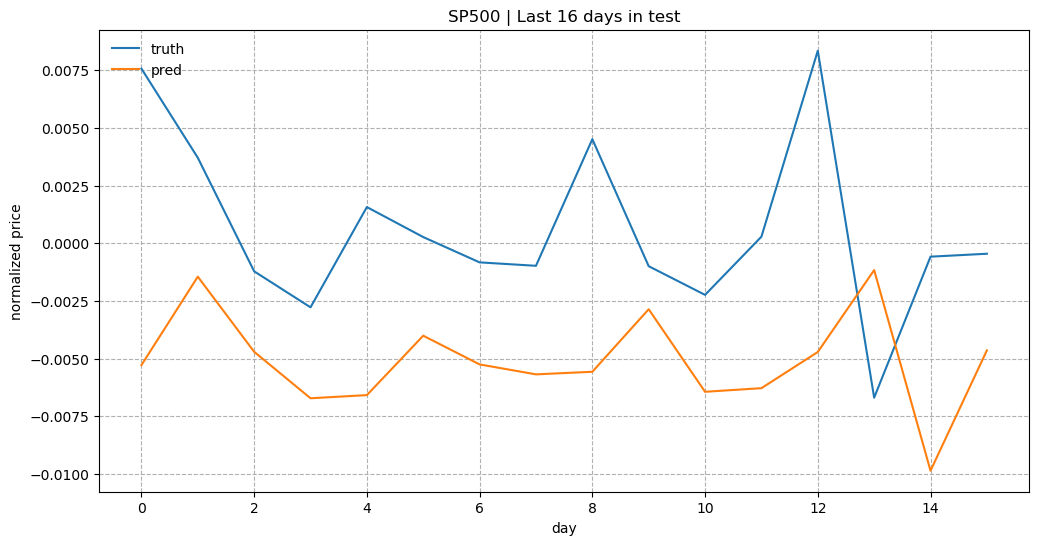 SP500 | Last 16 days in test
truth
pred
0.0075
0.0050
0.0025
0.0000
−0.0025
−0.0050
−0.0075
−0.0100
normalized price
0 2 4 6 8 10 12 14
day